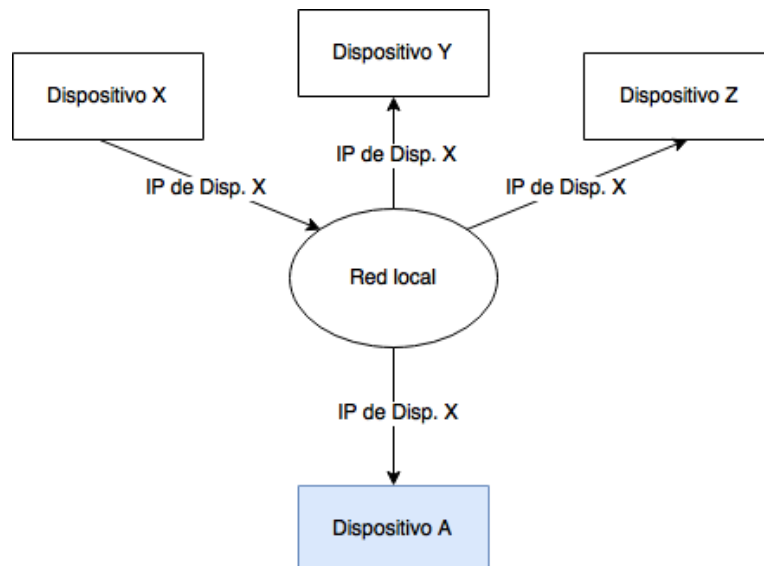 Dispositivo Y
Dispositivo X
Dispositivo Z
IP de Disp. X
IP de Disp. X
IP de Disp. X
Red local
IP de Disp. X
Dispositivo A